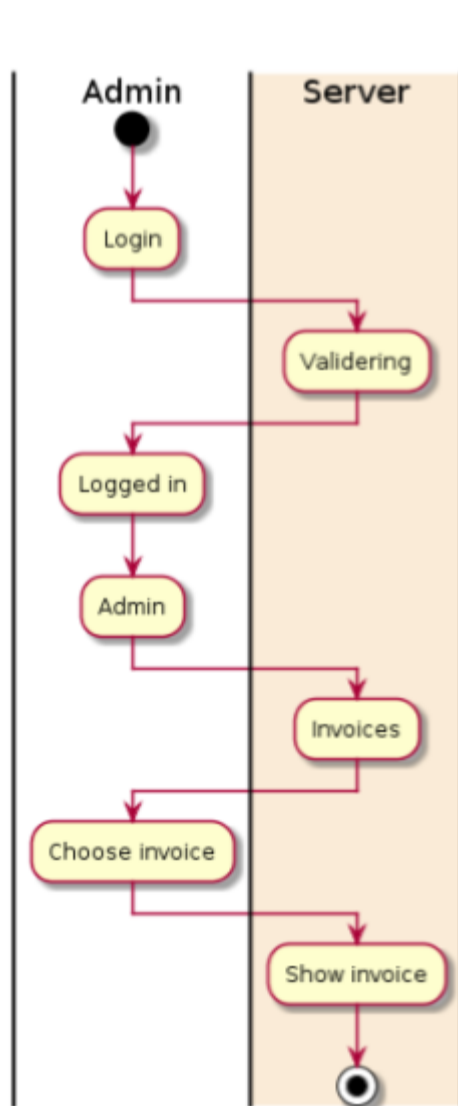 Admin
Server
Login
Validering
Logged in
Admin
Invoices
Choose invoice
Show invoice